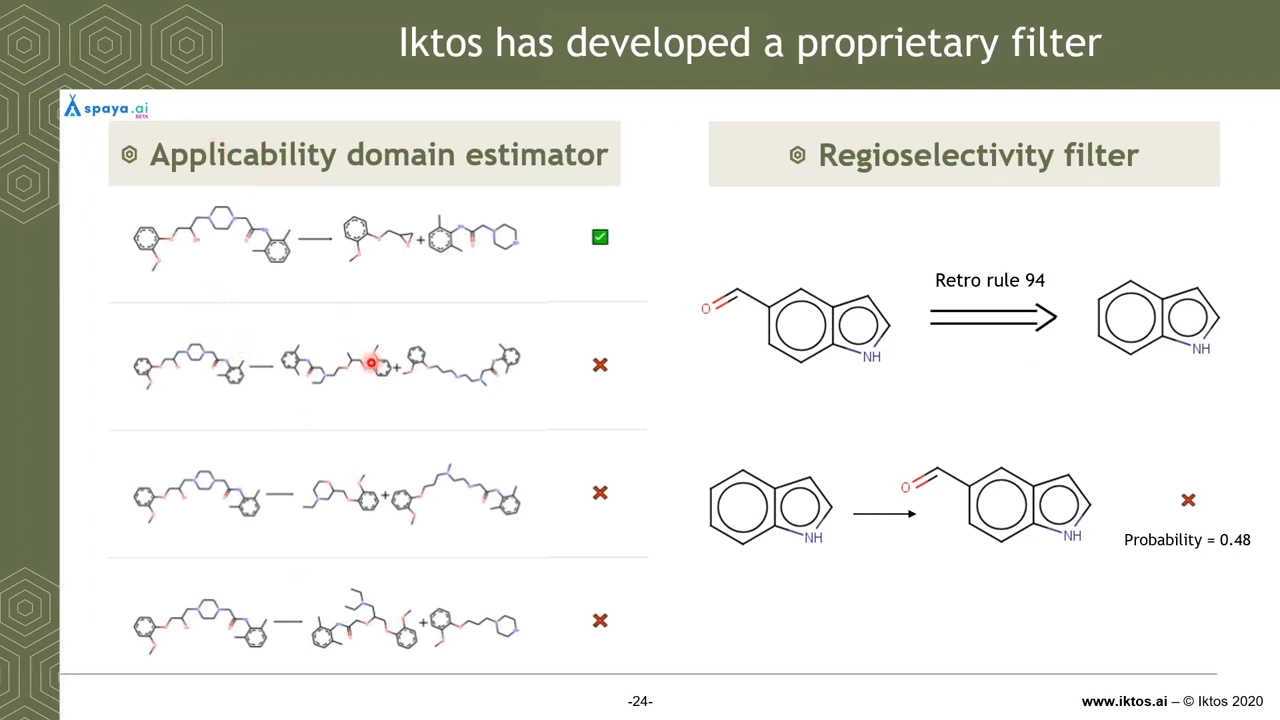 Iktos has developed a proprietary filter
spaya.ai
BETA
Applicability domain estimator
Regioselectivity filter
Retro rule 94
O
NH
NH
NH
O
NH
Probability = 0.48
-24-
www.iktos.ai – © Iktos 2020